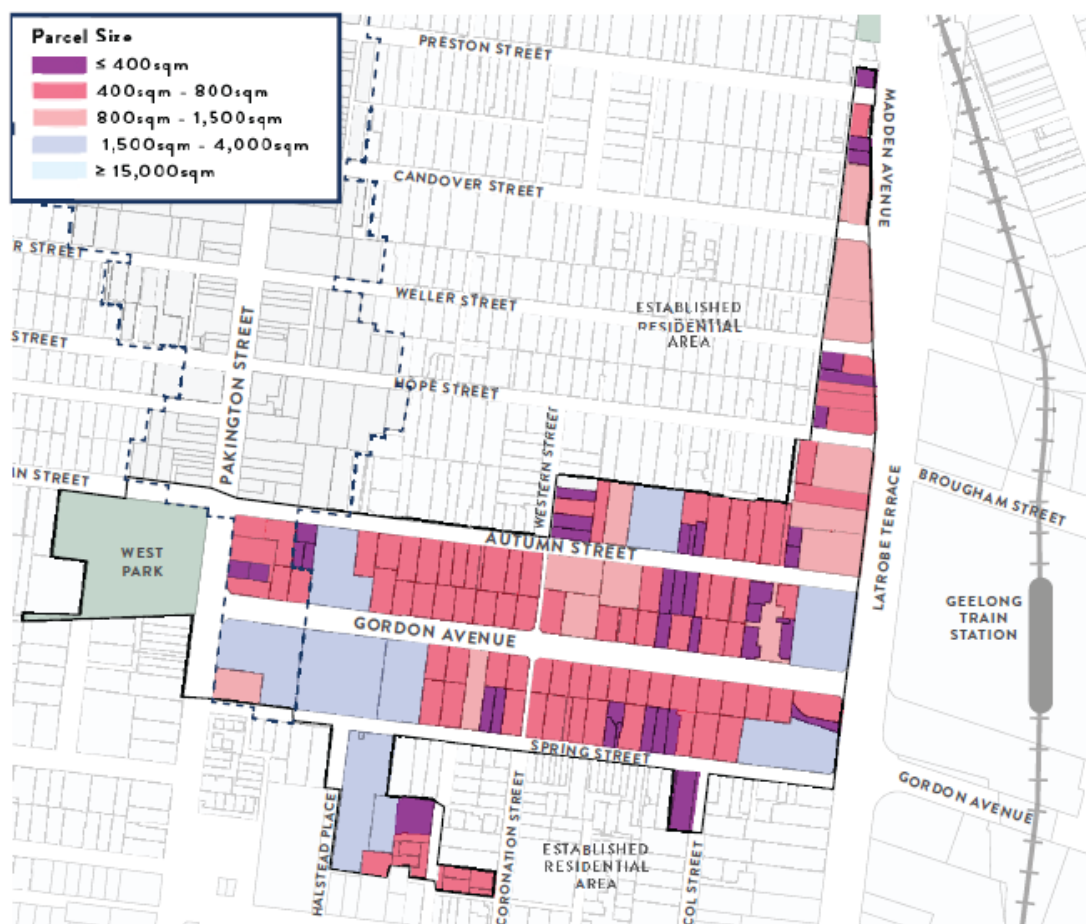 Parcel Size
≤ 400sqm
400sqm - 800sqm
800sqm - 1,500sqm
1,500sqm - 4,000sqm
≥ 15,000sqm
PRESTON STREET
MADDEN AVENUE
CANDOVER STREET
R STREET
WELLER STREET
ESTABLISHED
RESIDENTIAL
AREA
PAKINGTON STREET
STREET
HOPE STREET
WESTERN STREET
IN STREET
LATROBE TERRACE
BROUGHAM STREET
AUTUMN STREET
WEST
PARK
GORDON AVENUE
GEELONG
TRAIN
STATION
SPRING STREET
GORDON AVENUE
HALSTEAD PLACE
CORONATION STREET
ESTABLISHED
RESIDENTIAL
AREA
COL STREET